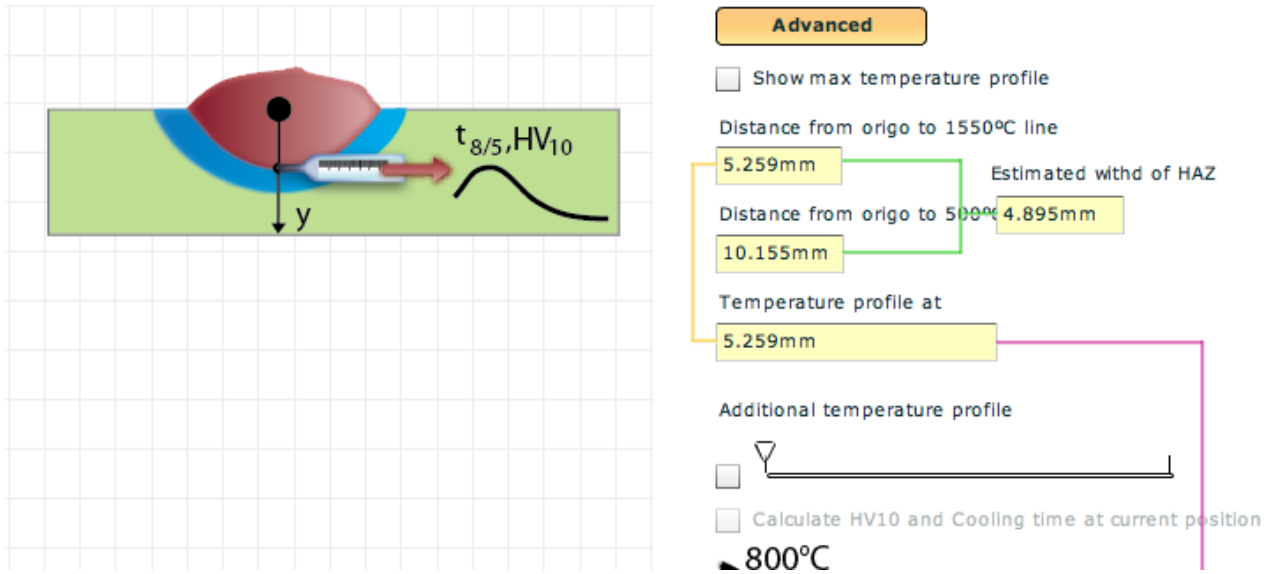 Advanced
Show max temperature profile
Distance from origo to 1550ºC line
5.259mm
Estimated withd of HAZ
Distance from origo to 500º
4.895mm
10.155mm
Temperature profile at
5.259mm
Additional temperature profile
Calculate HV10 and Cooling time at current position
800ºC
t8/5,HV10
y